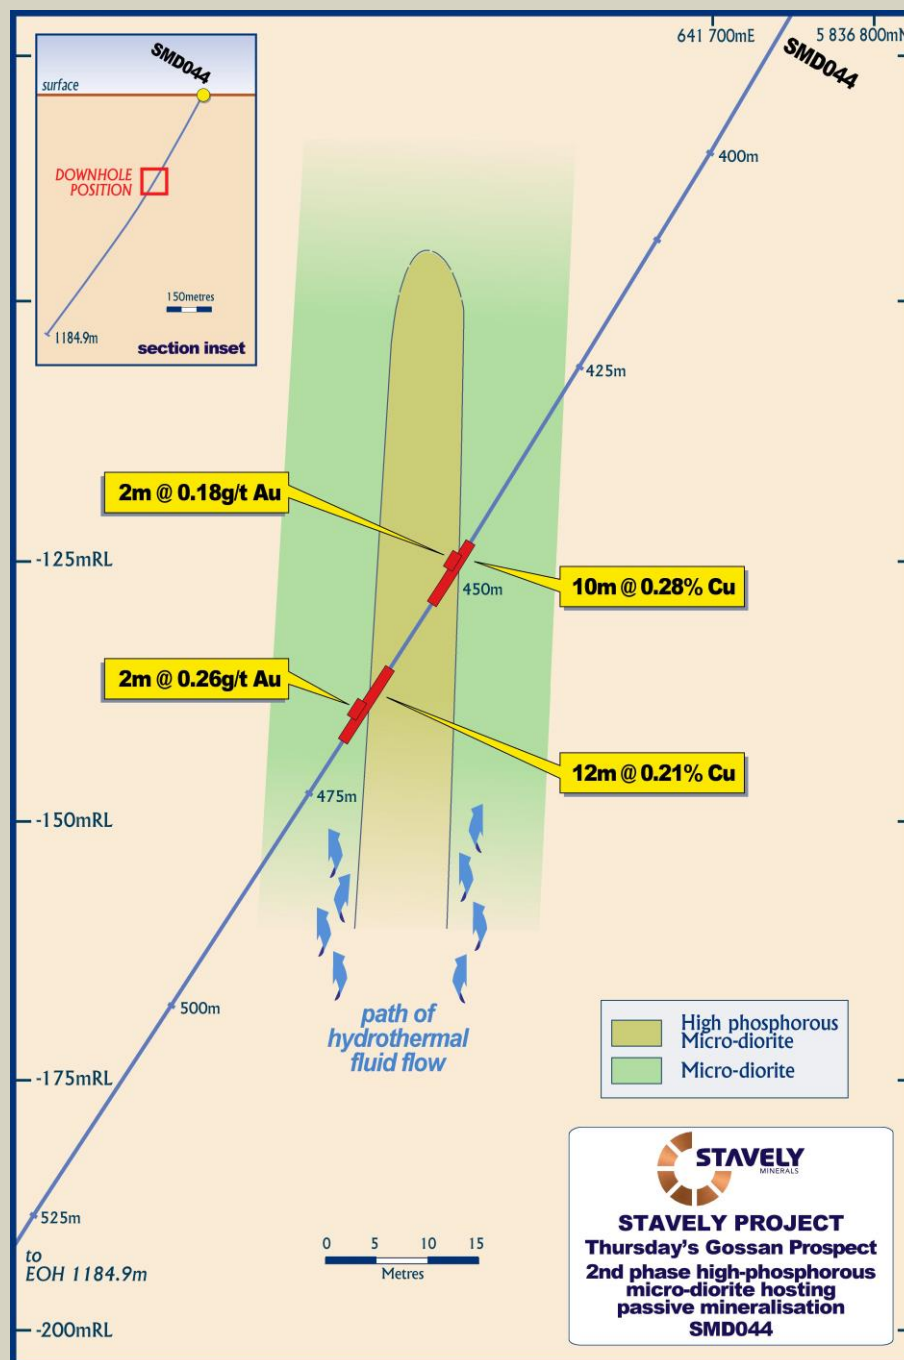 641 700mE
5 836 800mN
SMD044
SMD044
surface
DOWNHOLE
POSITION
150metres
1184.9m
section inset
400m
425m
2m @ 0.18g/t Au
-125mRL
10m @ 0.28% Cu
450m
2m @ 0.26g/t Au
12m @ 0.21% Cu
475m
-150mRL
500m
path of
hydrothermal
fluid flow
High phosphorous
Micro-diorite
Micro-diorite
-175mRL
STAVELY
MINERALS
STAVELY PROJECT
Thursday's Gossan Prospect
2nd phase high-phosphorous
micro-diorite hosting
passive mineralisation
SMD044
525m
to
EOH 1184.9m
0 5 10 15
Metres
-200mRL